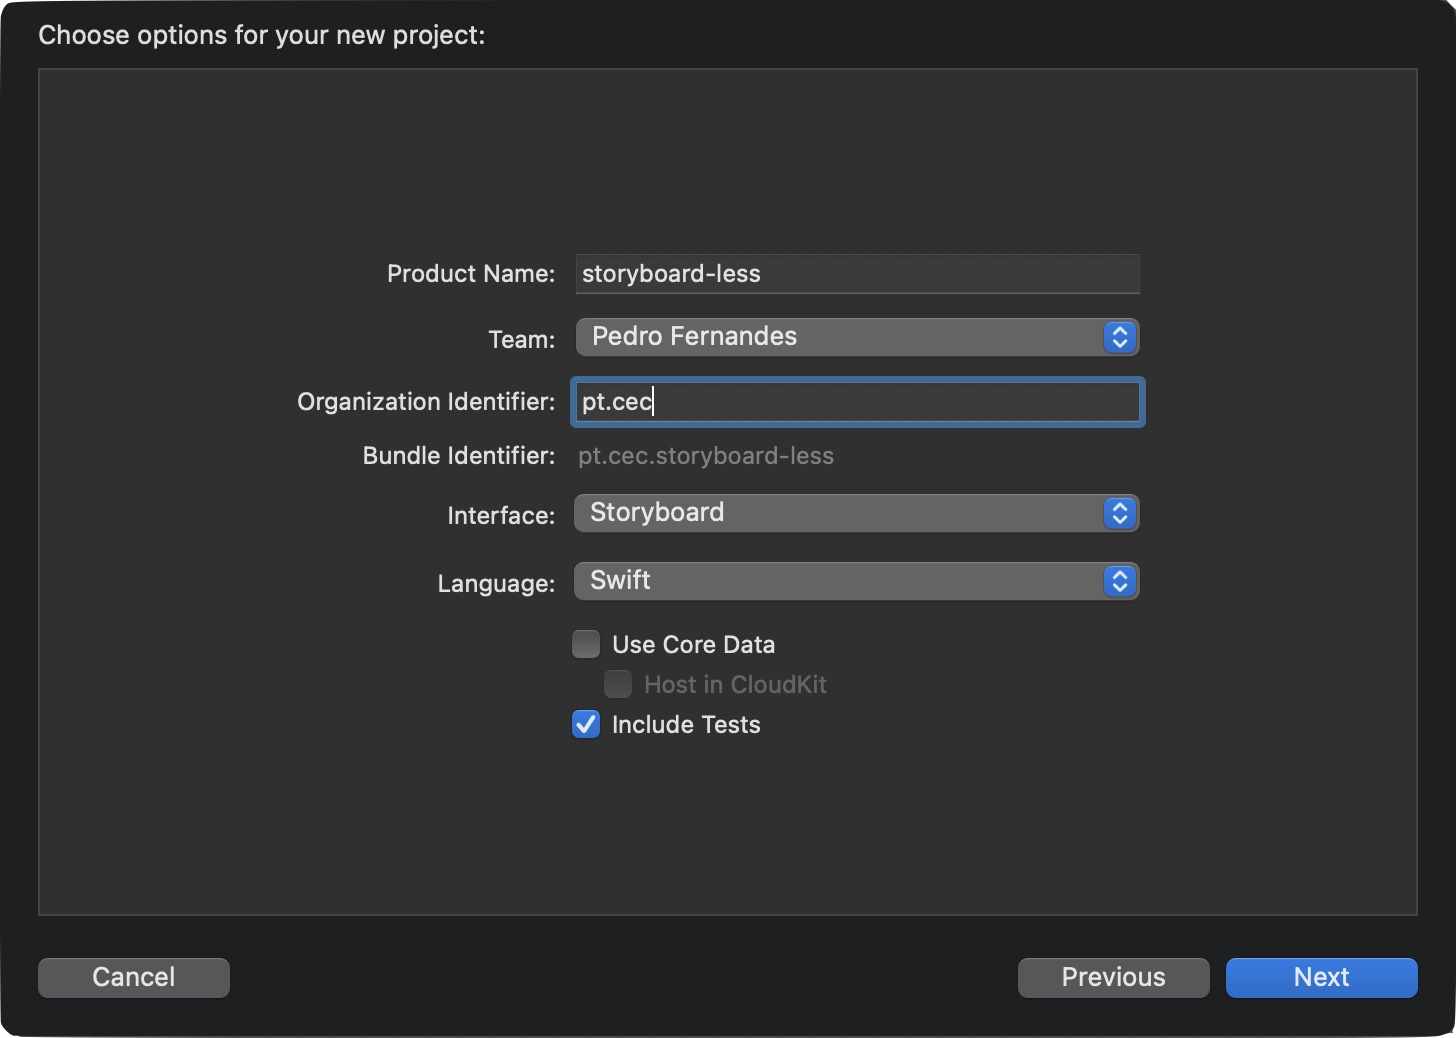 Choose options for your new project:
Product Name: storyboard-less
Team: Pedro Fernandes
Organization Identifier: pt.cec
Bundle Identifier: pt.cec.storyboard-less
Interface: Storyboard
Language: Swift
Use Core Data
Host in CloudKit
Include Tests
Cancel Previous Next